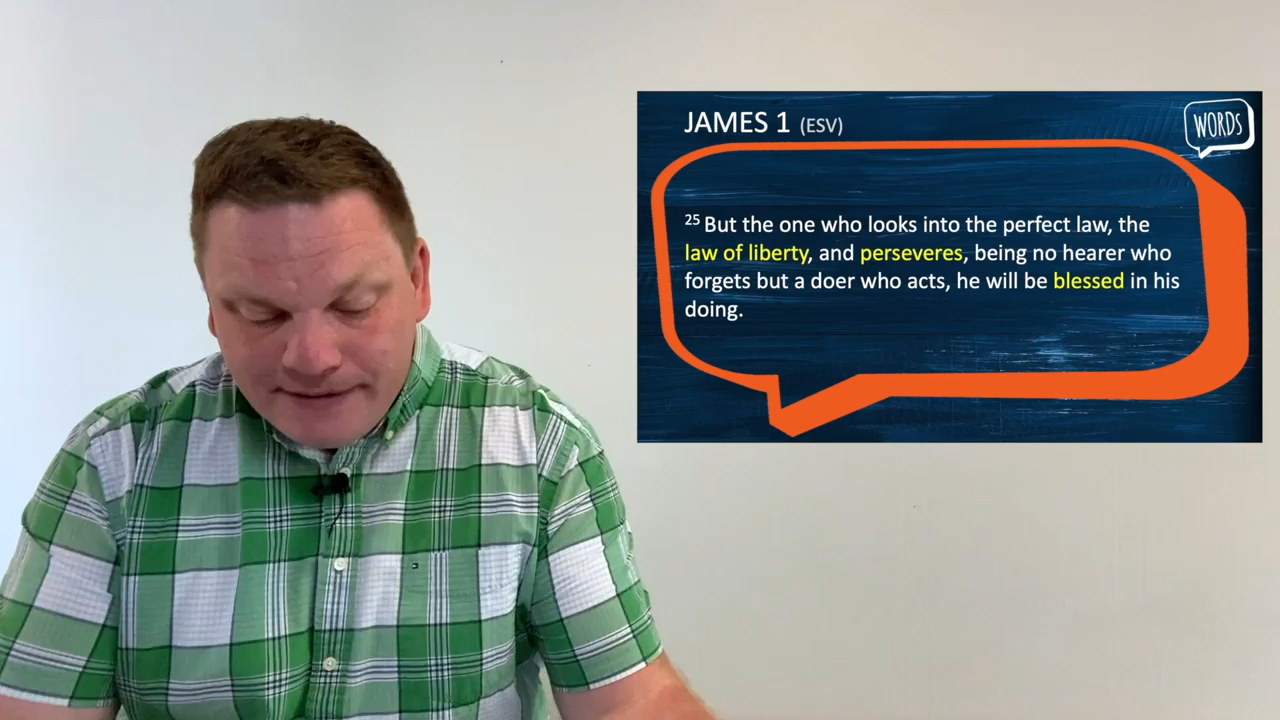 JAMES 1 (ESV)
WORDS
25 But the one who looks into the perfect law, the
law of liberty, and perseveres, being no hearer who
forgets but a doer who acts, he will be blessed in his
doing.